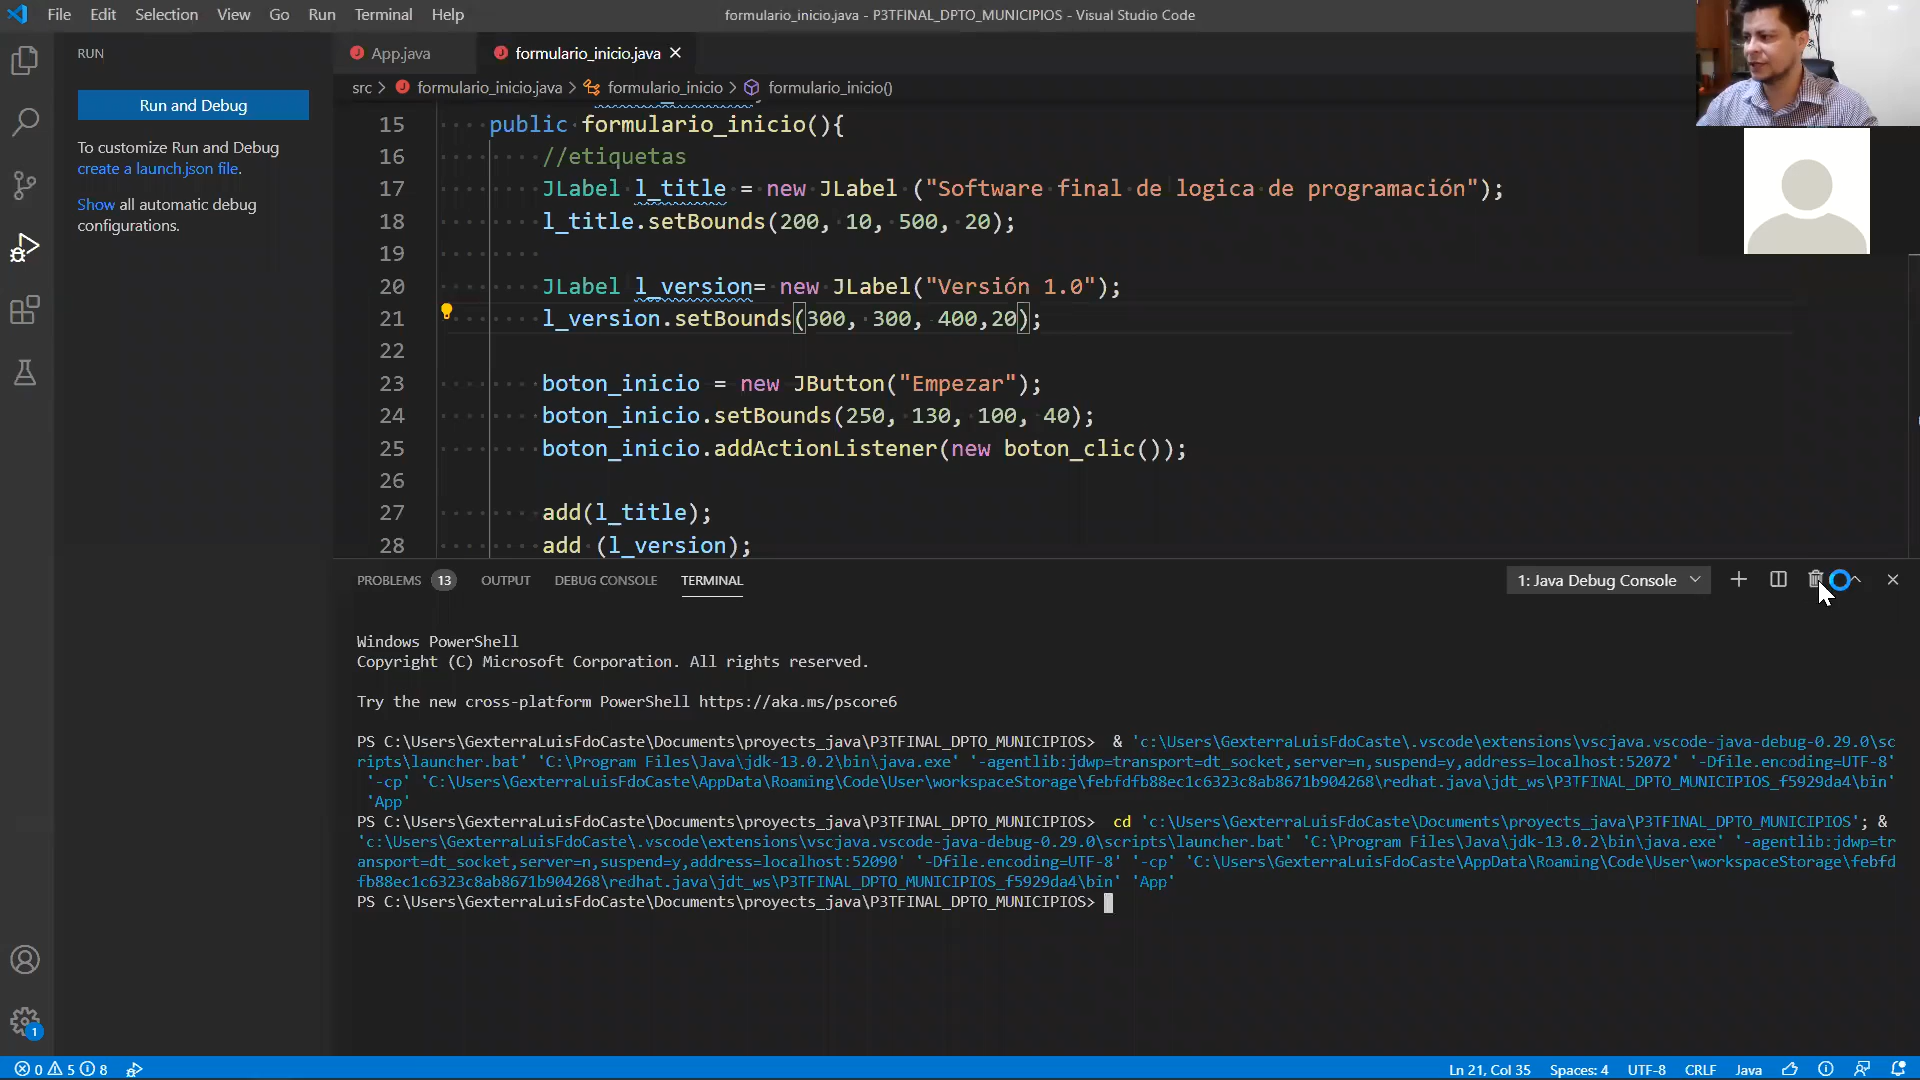 File Edit Selection View Go Run Terminal Help
formulario_inicio.java - P3TFINAL_DPTO_MUNICIPIOS - Visual Studio Code
RUN
Run and Debug
To customize Run and Debug
create a launch.json file.
Show all automatic debug
configurations.
App.java
formulario_inicio.java
src > formulario_inicio.java > formulario_inicio > formulario_inicio()
15 public formulario_inicio(){
16 //etiquetas
17 JLabel l_title = new JLabel ("Software final de logica de programación");
18 l_title.setBounds(200, 10, 500, 20);
19
20 JLabel l_version= new JLabel("Versión 1.0");
21 l_version.setBounds(300, 300, 400,20);
22
23 boton_inicio = new JButton("Empezar");
24 boton_inicio.setBounds(250, 130, 100, 40);
25 boton_inicio.addActionListener(new boton_clic());
26
27 add(l_title);
28 add (l_version);
PROBLEMS 13 OUTPUT DEBUG CONSOLE TERMINAL
1: Java Debug Console
Windows PowerShell
Copyright (C) Microsoft Corporation. All rights reserved.
Try the new cross-platform PowerShell https://aka.ms/pscore6
PS C:\Users\GexterraLuisFdoCaste\Documents\proyects_java\P3TFINAL_DPTO_MUNICIPIOS> & 'c:\Users\GexterraLuisFdoCaste\.vscode\extensions\vscjava.vscode-java-debug-0.29.0\sc
ripts\launcher.bat' 'C:\Program Files\Java\jdk-13.0.2\bin\java.exe' '-agentlib:jdwp=transport=dt_socket,server=n,suspend=y,address=localhost:52072' '-Dfile.encoding=UTF-8'
'-cp' 'C:\Users\GexterraLuisFdoCaste\AppData\Roaming\Code\User\workspaceStorage\febfdfb88ec1c6323c8ab8671b904268\redhat.java\jdt_ws\P3TFINAL_DPTO_MUNICIPIOS_f5929da4\bin'
'App'
PS C:\Users\GexterraLuisFdoCaste\Documents\proyects_java\P3TFINAL_DPTO_MUNICIPIOS> cd 'c:\Users\GexterraLuisFdoCaste\Documents\proyects_java\P3TFINAL_DPTO_MUNICIPIOS'; &
'c:\Users\GexterraLuisFdoCaste\.vscode\extensions\vscjava.vscode-java-debug-0.29.0\scripts\launcher.bat' 'C:\Program Files\Java\jdk-13.0.2\bin\java.exe' '-agentlib:jdwp=tr
ansport=dt_socket,server=n,suspend=y,address=localhost:52090' '-Dfile.encoding=UTF-8' '-cp' 'C:\Users\GexterraLuisFdoCaste\AppData\Roaming\Code\User\workspaceStorage\febfd
fb88ec1c6323c8ab8671b904268\redhat.java\jdt_ws\P3TFINAL_DPTO_MUNICIPIOS_f5929da4\bin' 'App'
PS C:\Users\GexterraLuisFdoCaste\Documents\proyects_java\P3TFINAL_DPTO_MUNICIPIOS>
1
0 5 8
Ln 21, Col 35 Spaces: 4 UTF-8 CRLF Java